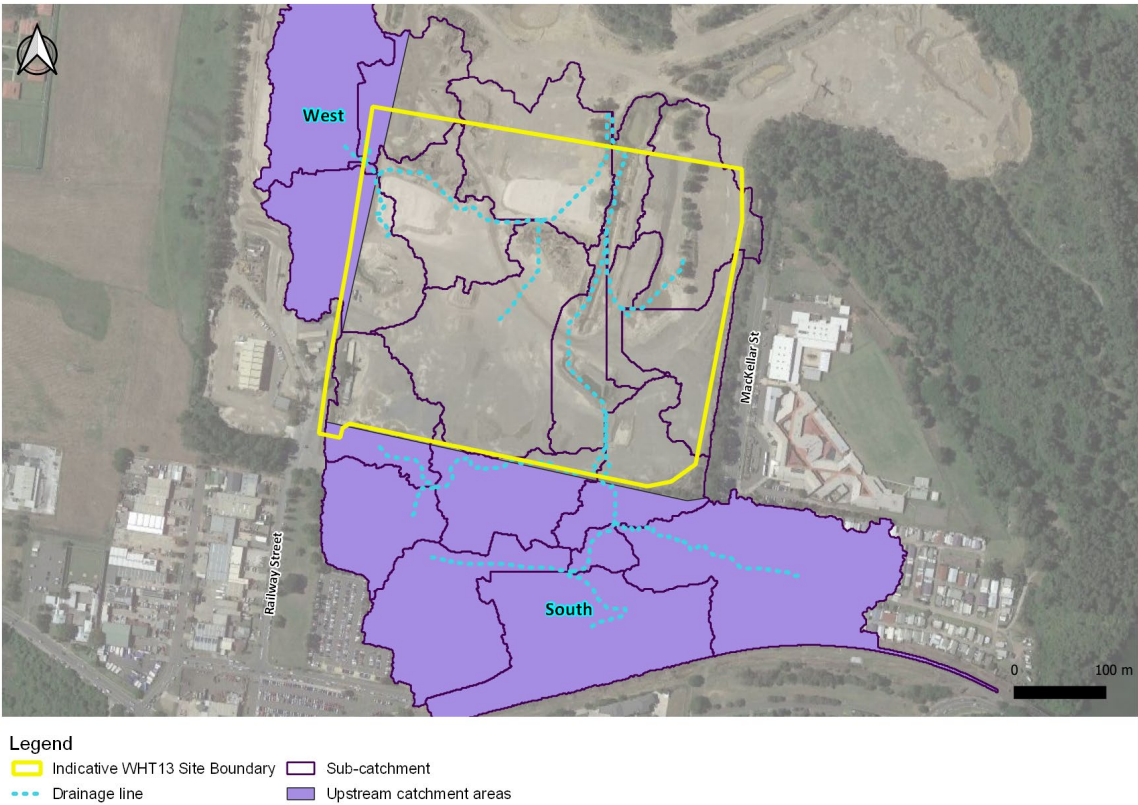 West
MacKellar St
Railway Street
South
0 100 m
Legend
Indicative WHT13 Site Boundary
Sub-catchment
Drainage line
Upstream catchment areas